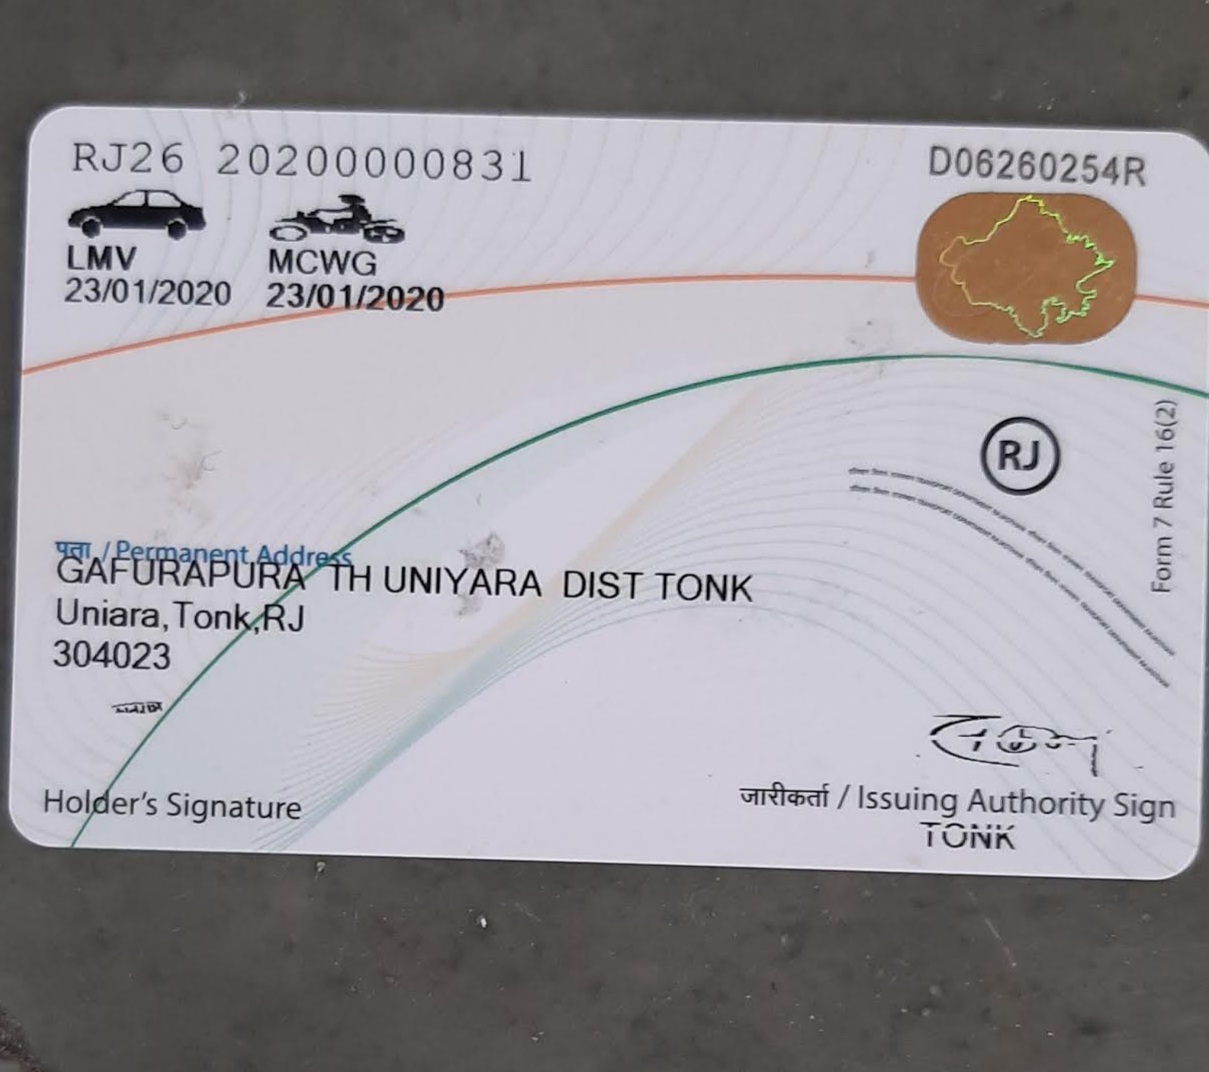 RJ26 20200000831
D06260254R
LMV
23/01/2020
MCWG
23/01/2020
RJ
Form 7 Rule 16(2)
पता /Permanent Address
GAFURAPURA TH UNIYARA DIST TONK
Uniara,Tonk,RJ
304023
Holder's Signature
जारीकर्ता / Issuing Authority Sign
TONK